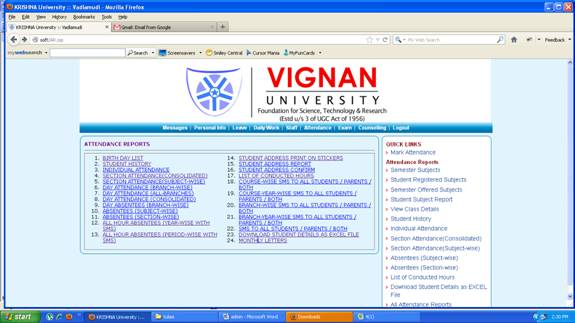 KRISHNA University :: Vadlamudi - Mozilla Firefox
File Edit View History Bookmarks Tools Help
KRISHNA University :: Vadlamudi
Gmail: Email from Google
My Web Search
Feedback
mywebsearch
Search
Screensavers
Smiley Central
Cursor Mania
MyFunCards
VIGNAN
UNIVERSITY
Foundation for Science, Technology & Research
(Estd u/s 3 of UGC Act of 1956)
Messages | Personal Info | Leave | Daily Work | Staff | Attendance | Exam | Counselling | Logout
ATTENDANCE REPORTS
1. BIRTH DAY LIST
2. STUDENT HISTORY
3. INDIVIDUAL ATTENDANCE
4. SECTION ATTENDANCE(CONSOLIDATED)
5. SECTION ATTENDANCE(SUBJECT-WISE)
6. DAY ATTENDANCE (BRANCH-WISE)
7. DAY ATTENDANCE (ALL-BRANCHES)
8. DAY ATTENDANCE (CONSOLIDATED)
9. DAY ABSENTEES (BRANCH-WISE)
10. ABSENTEES (SUBJECT-WISE)
11. ABSENTEES (SECTION-WISE)
12. ALL HOUR ABSENTEES (YEAR-WISE WITH
SMS)
13. ALL HOUR ABSENTEES (PERIOD-WISE WITH
SMS)
14. STUDENT ADDRESS PRINT ON STICKERS
15. STUDENT ADDRESS REPORT
16. STUDENT ADDRESS CONFIRM
17. LIST OF CONDUCTED HOURS
18. COURSE-WISE SMS TO ALL STUDENTS / PARENTS /
BOTH
19. COURSE-YEAR-WISE SMS TO ALL STUDENTS /
PARENTS / BOTH
20. BRANCH-WISE SMS TO ALL STUDENTS / PARENTS /
BOTH
21. BRANCH-YEAR-WISE SMS TO ALL STUDENTS /
PARENTS / BOTH
22. SMS TO ALL STUDENTS / PARENTS / BOTH
23. DOWNLOAD STUDENT DETAILS AS EXCEL FILE
24. MONTHLY LETTERS
QUICK LINKS
Mark Attendance
Attendance Reports
Semester Subjects
Student Registered Subjects
Semester Offered Subjects
Student Subject Report
View Class Details
Student History
Individual Attendance
Section Attendance(Consolidated)
Section Attendance(Subject-wise)
Absentees (Subject-wise)
Absentees (Section-wise)
List of Conducted Hours
Download Student Details as EXCEL
File
All Attendance Reports
start
KRISHNA University :...
admin - Microsoft Word
Downloads
2:30 PM